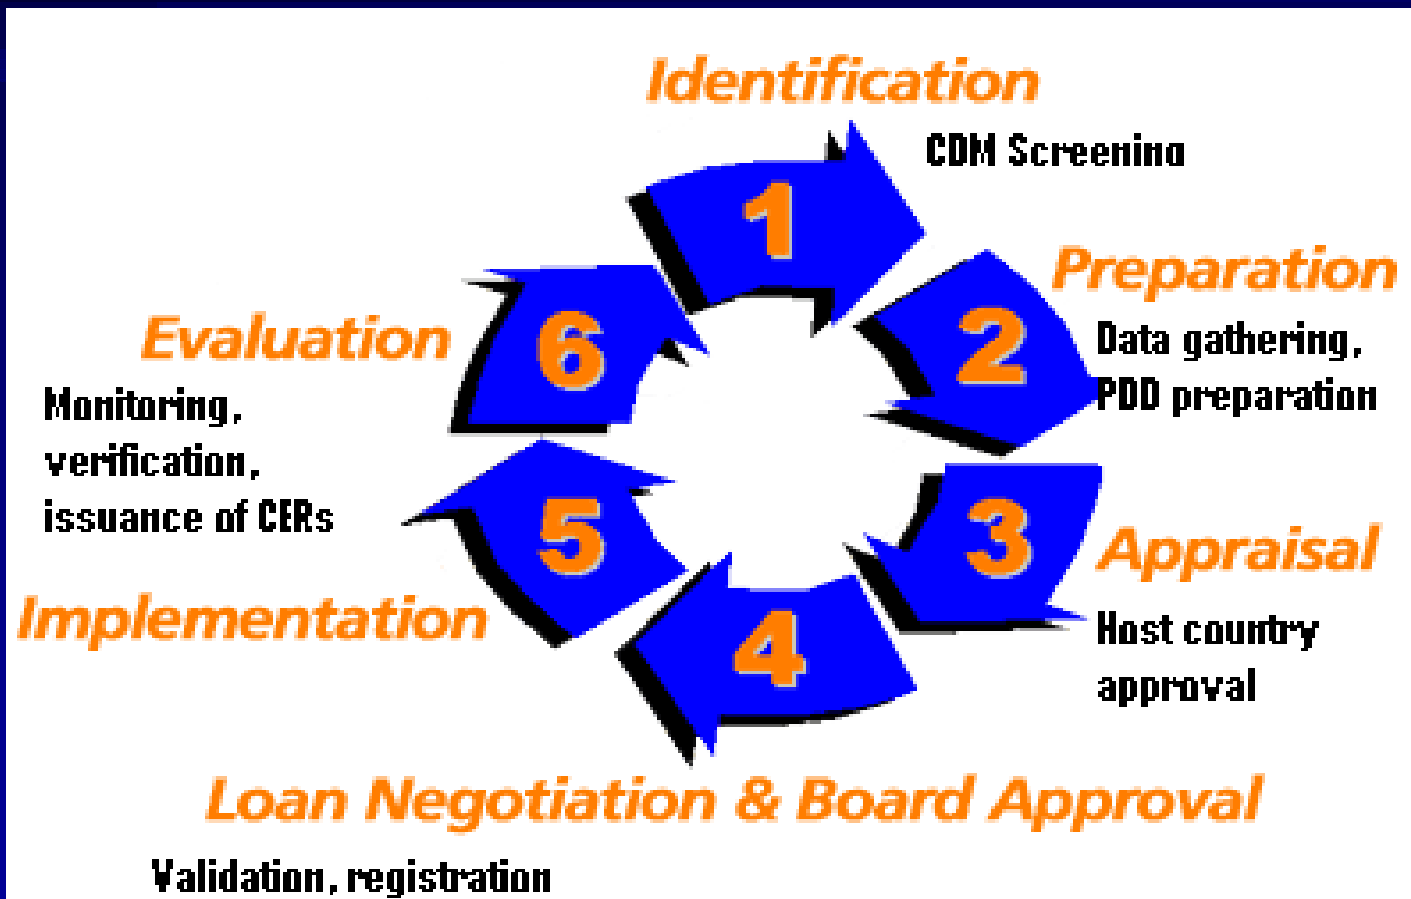 Identification
CDM Screening
1
Preparation
2
Data gathering,
PDD preparation
3
Appraisal
Host country
approval
4
Loan Negotiation & Board Approval
Validation, registration
5
Implementation
6
Evaluation
Monitoring,
verification,
issuance of CERs